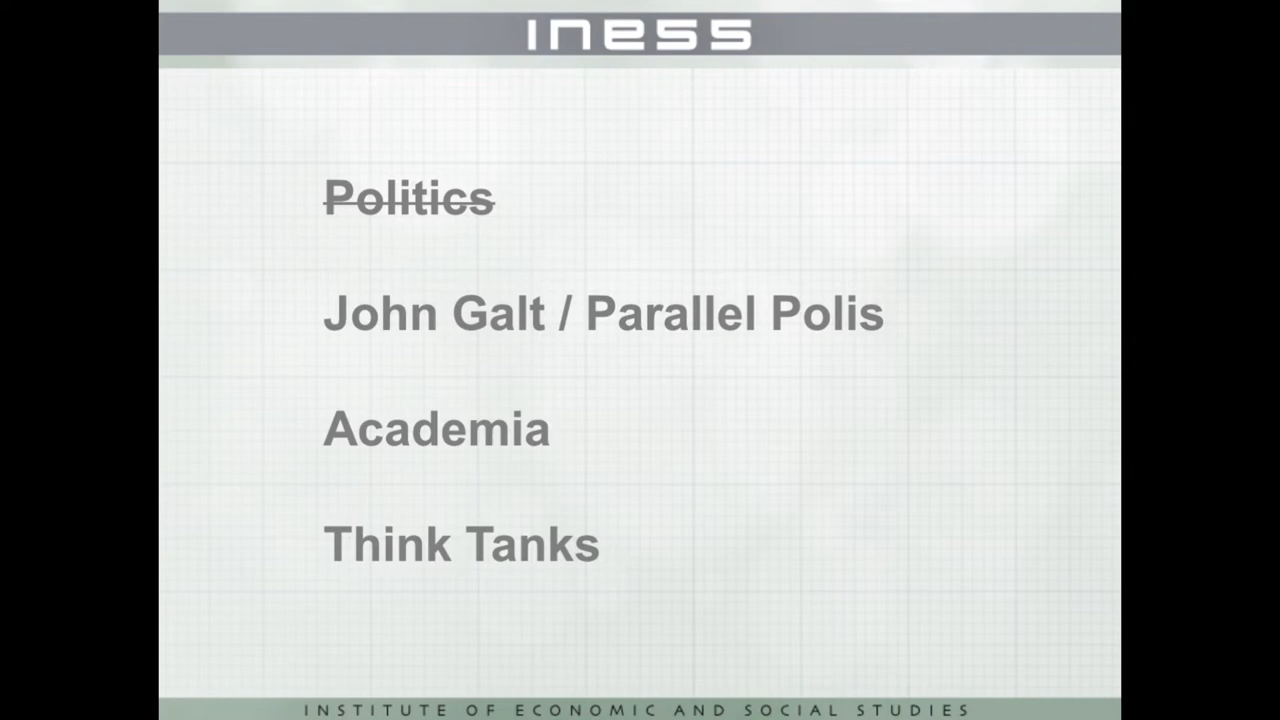 iness
Politics
John Galt / Parallel Polis
Academia
Think Tanks
INSTITUTE OF ECONOMIC AND SOCIAL STUDIES